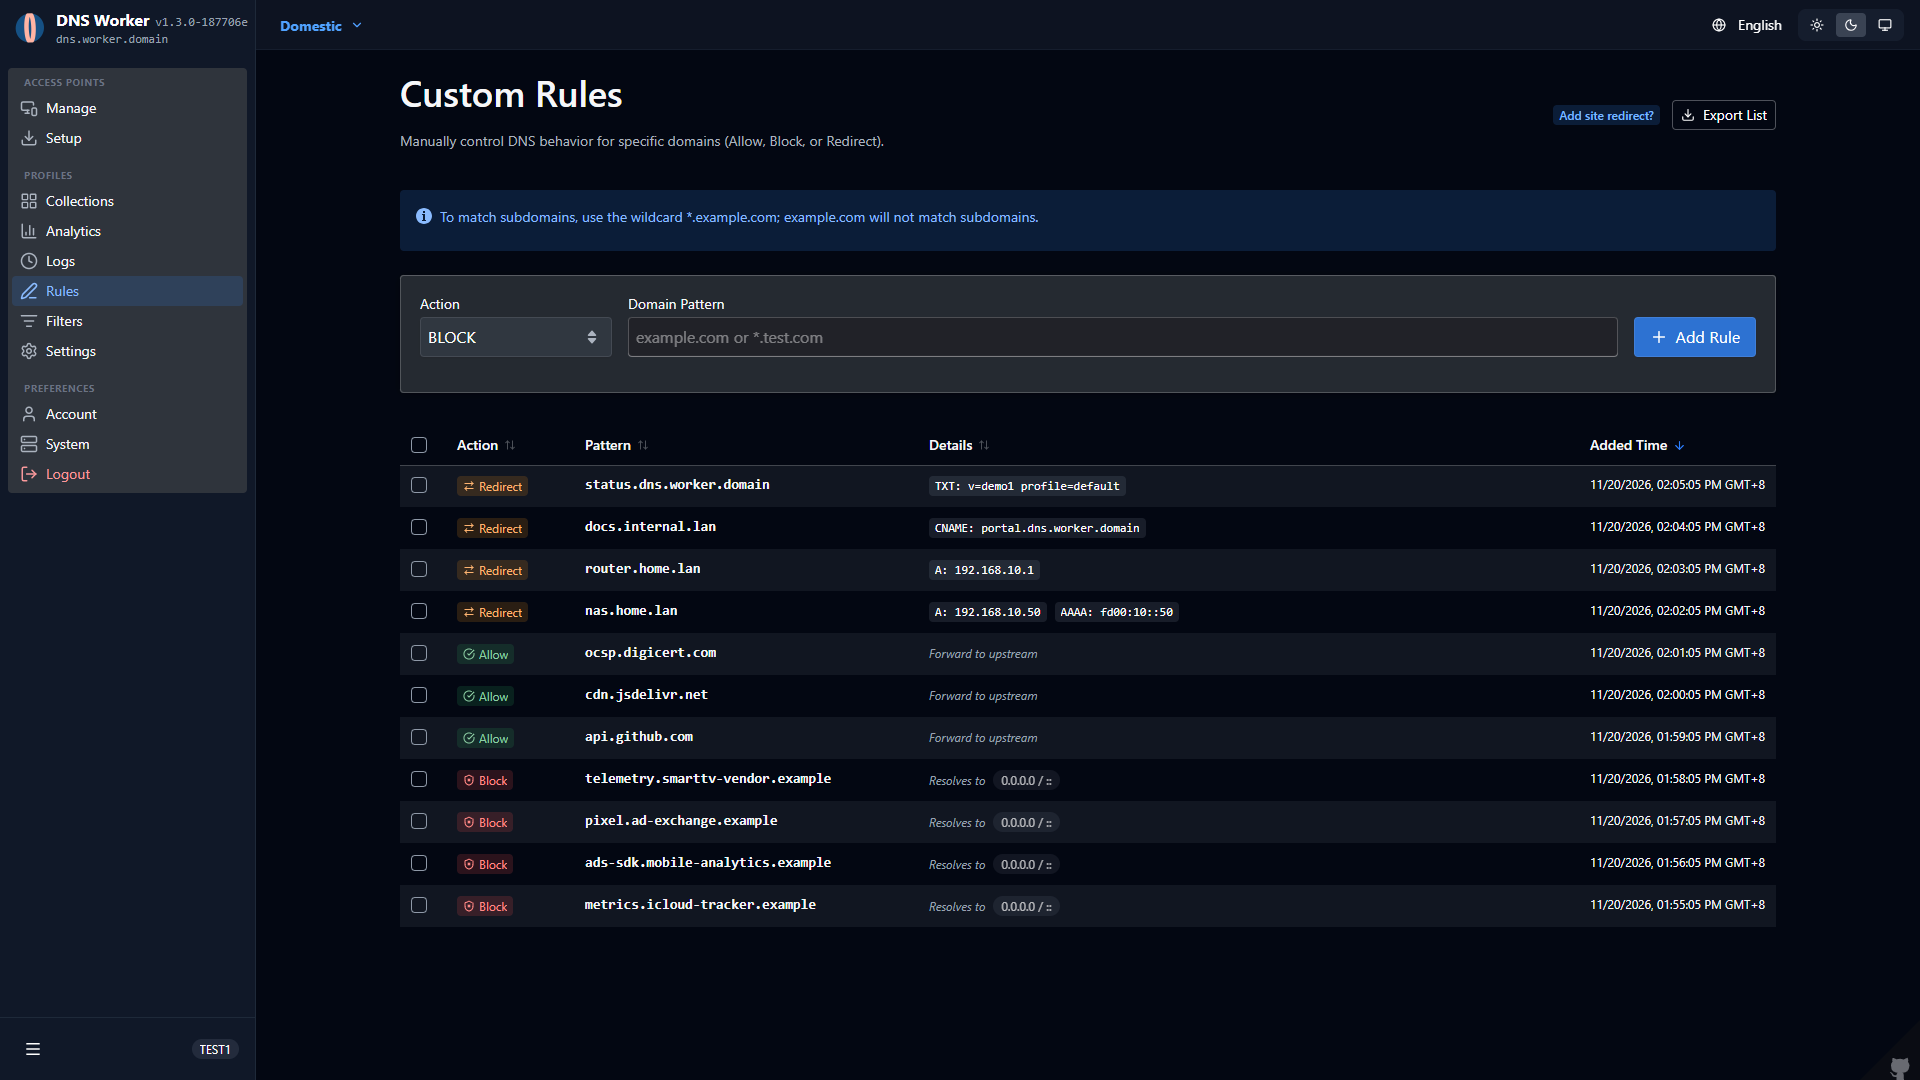 DNS Worker v1.3.0-187706e
dns.worker.domain
Domestic
English
ACCESS POINTS
Manage
Setup
PROFILES
Collections
Analytics
Logs
Rules
Filters
Settings
PREFERENCES
Account
System
Logout
TEST1
Custom Rules
Manually control DNS behavior for specific domains (Allow, Block, or Redirect).
Add site redirect? Export List
To match subdomains, use the wildcard *.example.com; example.com will not match subdomains.
Action Domain Pattern
BLOCK example.com or *.test.com Add Rule
Action Pattern Details Added Time
Redirect status.dns.worker.domain TXT: v=demo1 profile=default 11/20/2026, 02:05:05 PM GMT+8
Redirect docs.internal.lan CNAME: portal.dns.worker.domain 11/20/2026, 02:04:05 PM GMT+8
Redirect router.home.lan A: 192.168.10.1 11/20/2026, 02:03:05 PM GMT+8
Redirect nas.home.lan A: 192.168.10.50 AAAA: fd00:10::50 11/20/2026, 02:02:05 PM GMT+8
Allow ocsp.digicert.com Forward to upstream 11/20/2026, 02:01:05 PM GMT+8
Allow cdn.jsdelivr.net Forward to upstream 11/20/2026, 02:00:05 PM GMT+8
Allow api.github.com Forward to upstream 11/20/2026, 01:59:05 PM GMT+8
Block telemetry.smarttv-vendor.example Resolves to 0.0.0.0 / :: 11/20/2026, 01:58:05 PM GMT+8
Block pixel.ad-exchange.example Resolves to 0.0.0.0 / :: 11/20/2026, 01:57:05 PM GMT+8
Block ads-sdk.mobile-analytics.example Resolves to 0.0.0.0 / :: 11/20/2026, 01:56:05 PM GMT+8
Block metrics.icloud-tracker.example Resolves to 0.0.0.0 / :: 11/20/2026, 01:55:05 PM GMT+8